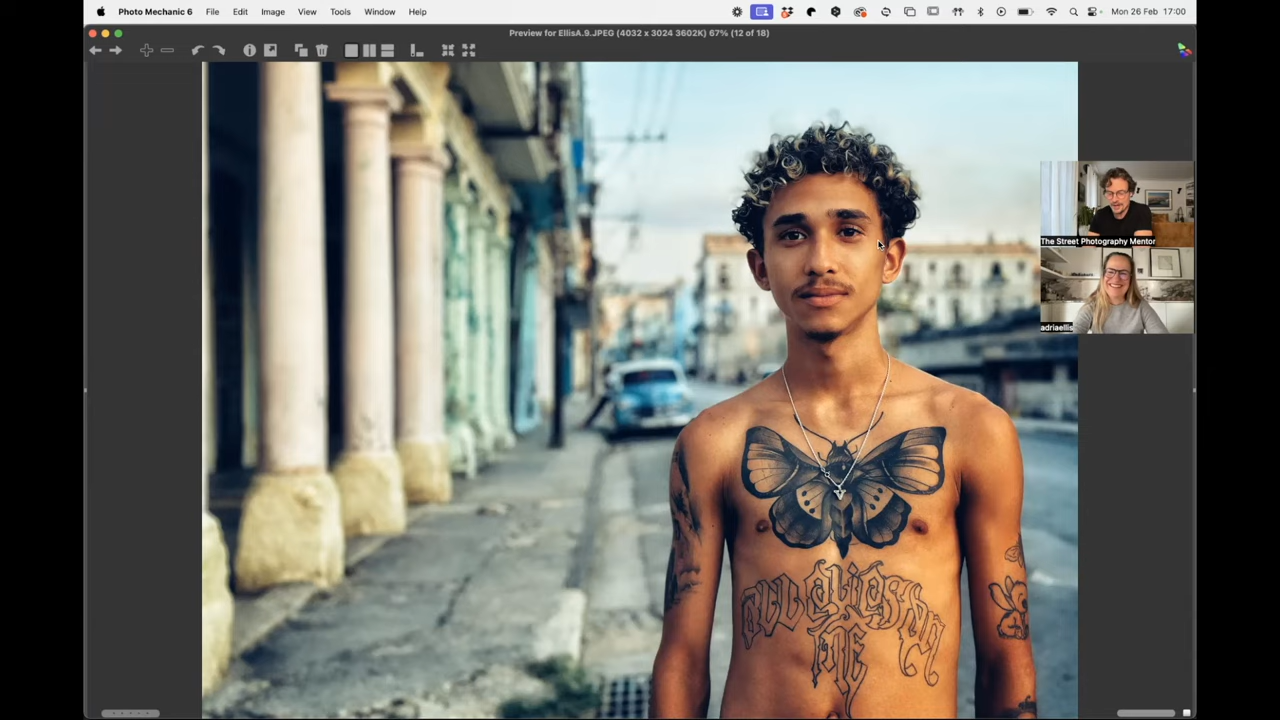 Photo Mechanic 6 File Edit Image View Tools Window Help Mon 26 Feb 17:00
Preview for EllisA.9.JPEG (4032 x 3024 3602K) 67% (12 of 18)
The Street Photography Mentor
adriaellis
ME